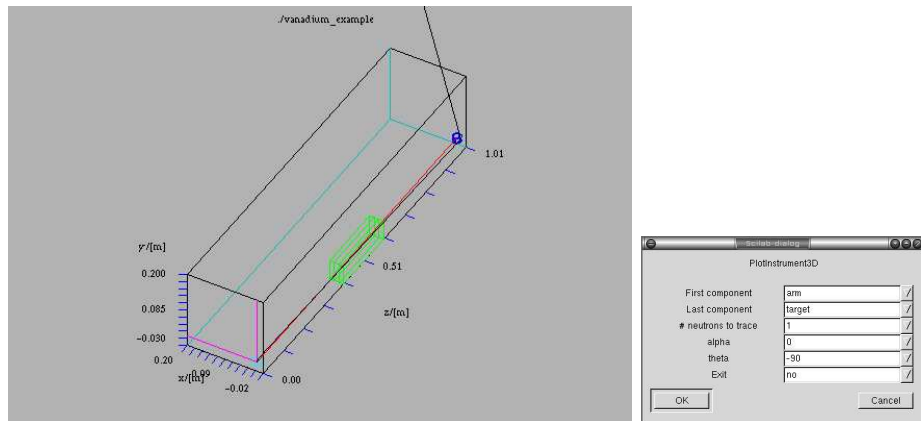 ./vanadium_example
1.01
0.51
z/[m]
y/[m]
0.200
0.085
-0.030
0.20
0.09
x/[m]
-0.02
0.00
Scilab dialog
PlotInstrument3D
First component arm
Last component target
# neutrons to trace 1
alpha 0
theta -90
Exit no
OK Cancel